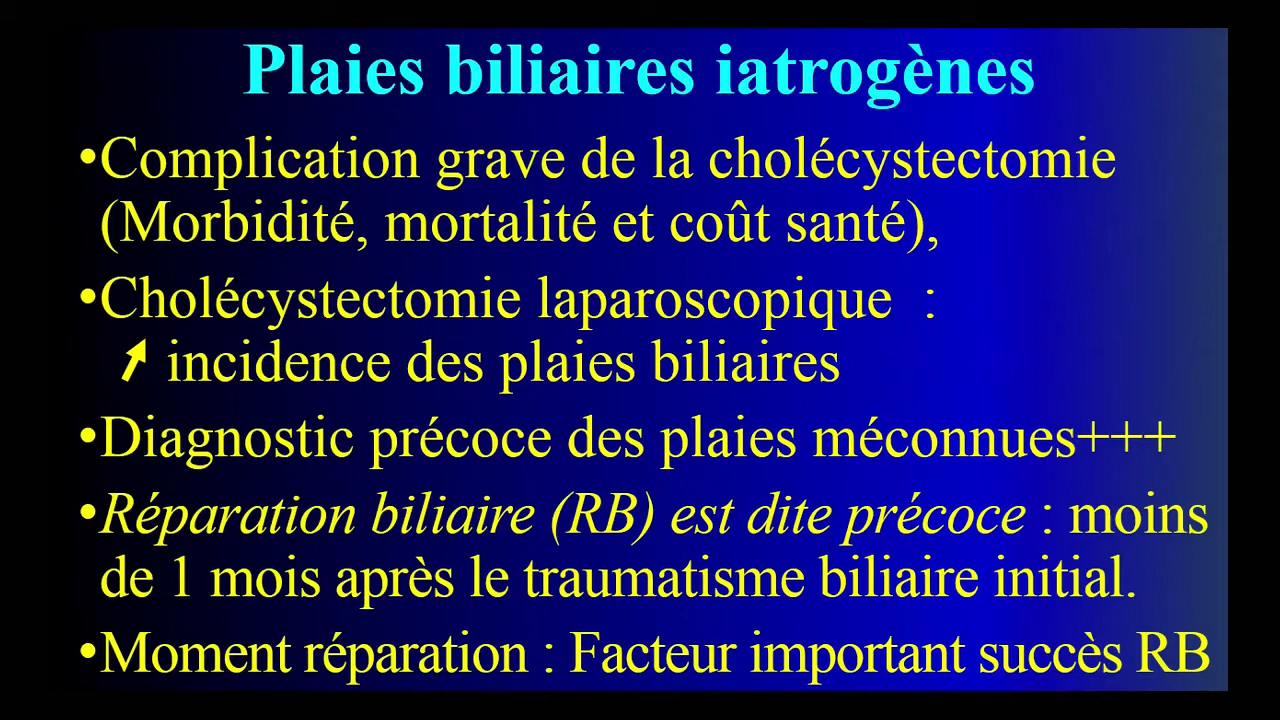 Plaies biliaires iatrogènes
•Complication grave de la cholécystectomie
(Morbidité, mortalité et coût santé),
•Cholécystectomie laparoscopique :
↗ incidence des plaies biliaires
•Diagnostic précoce des plaies méconnues+++
•Réparation biliaire (RB) est dite précoce : moins
de 1 mois après le traumatisme biliaire initial.
•Moment réparation : Facteur important succès RB